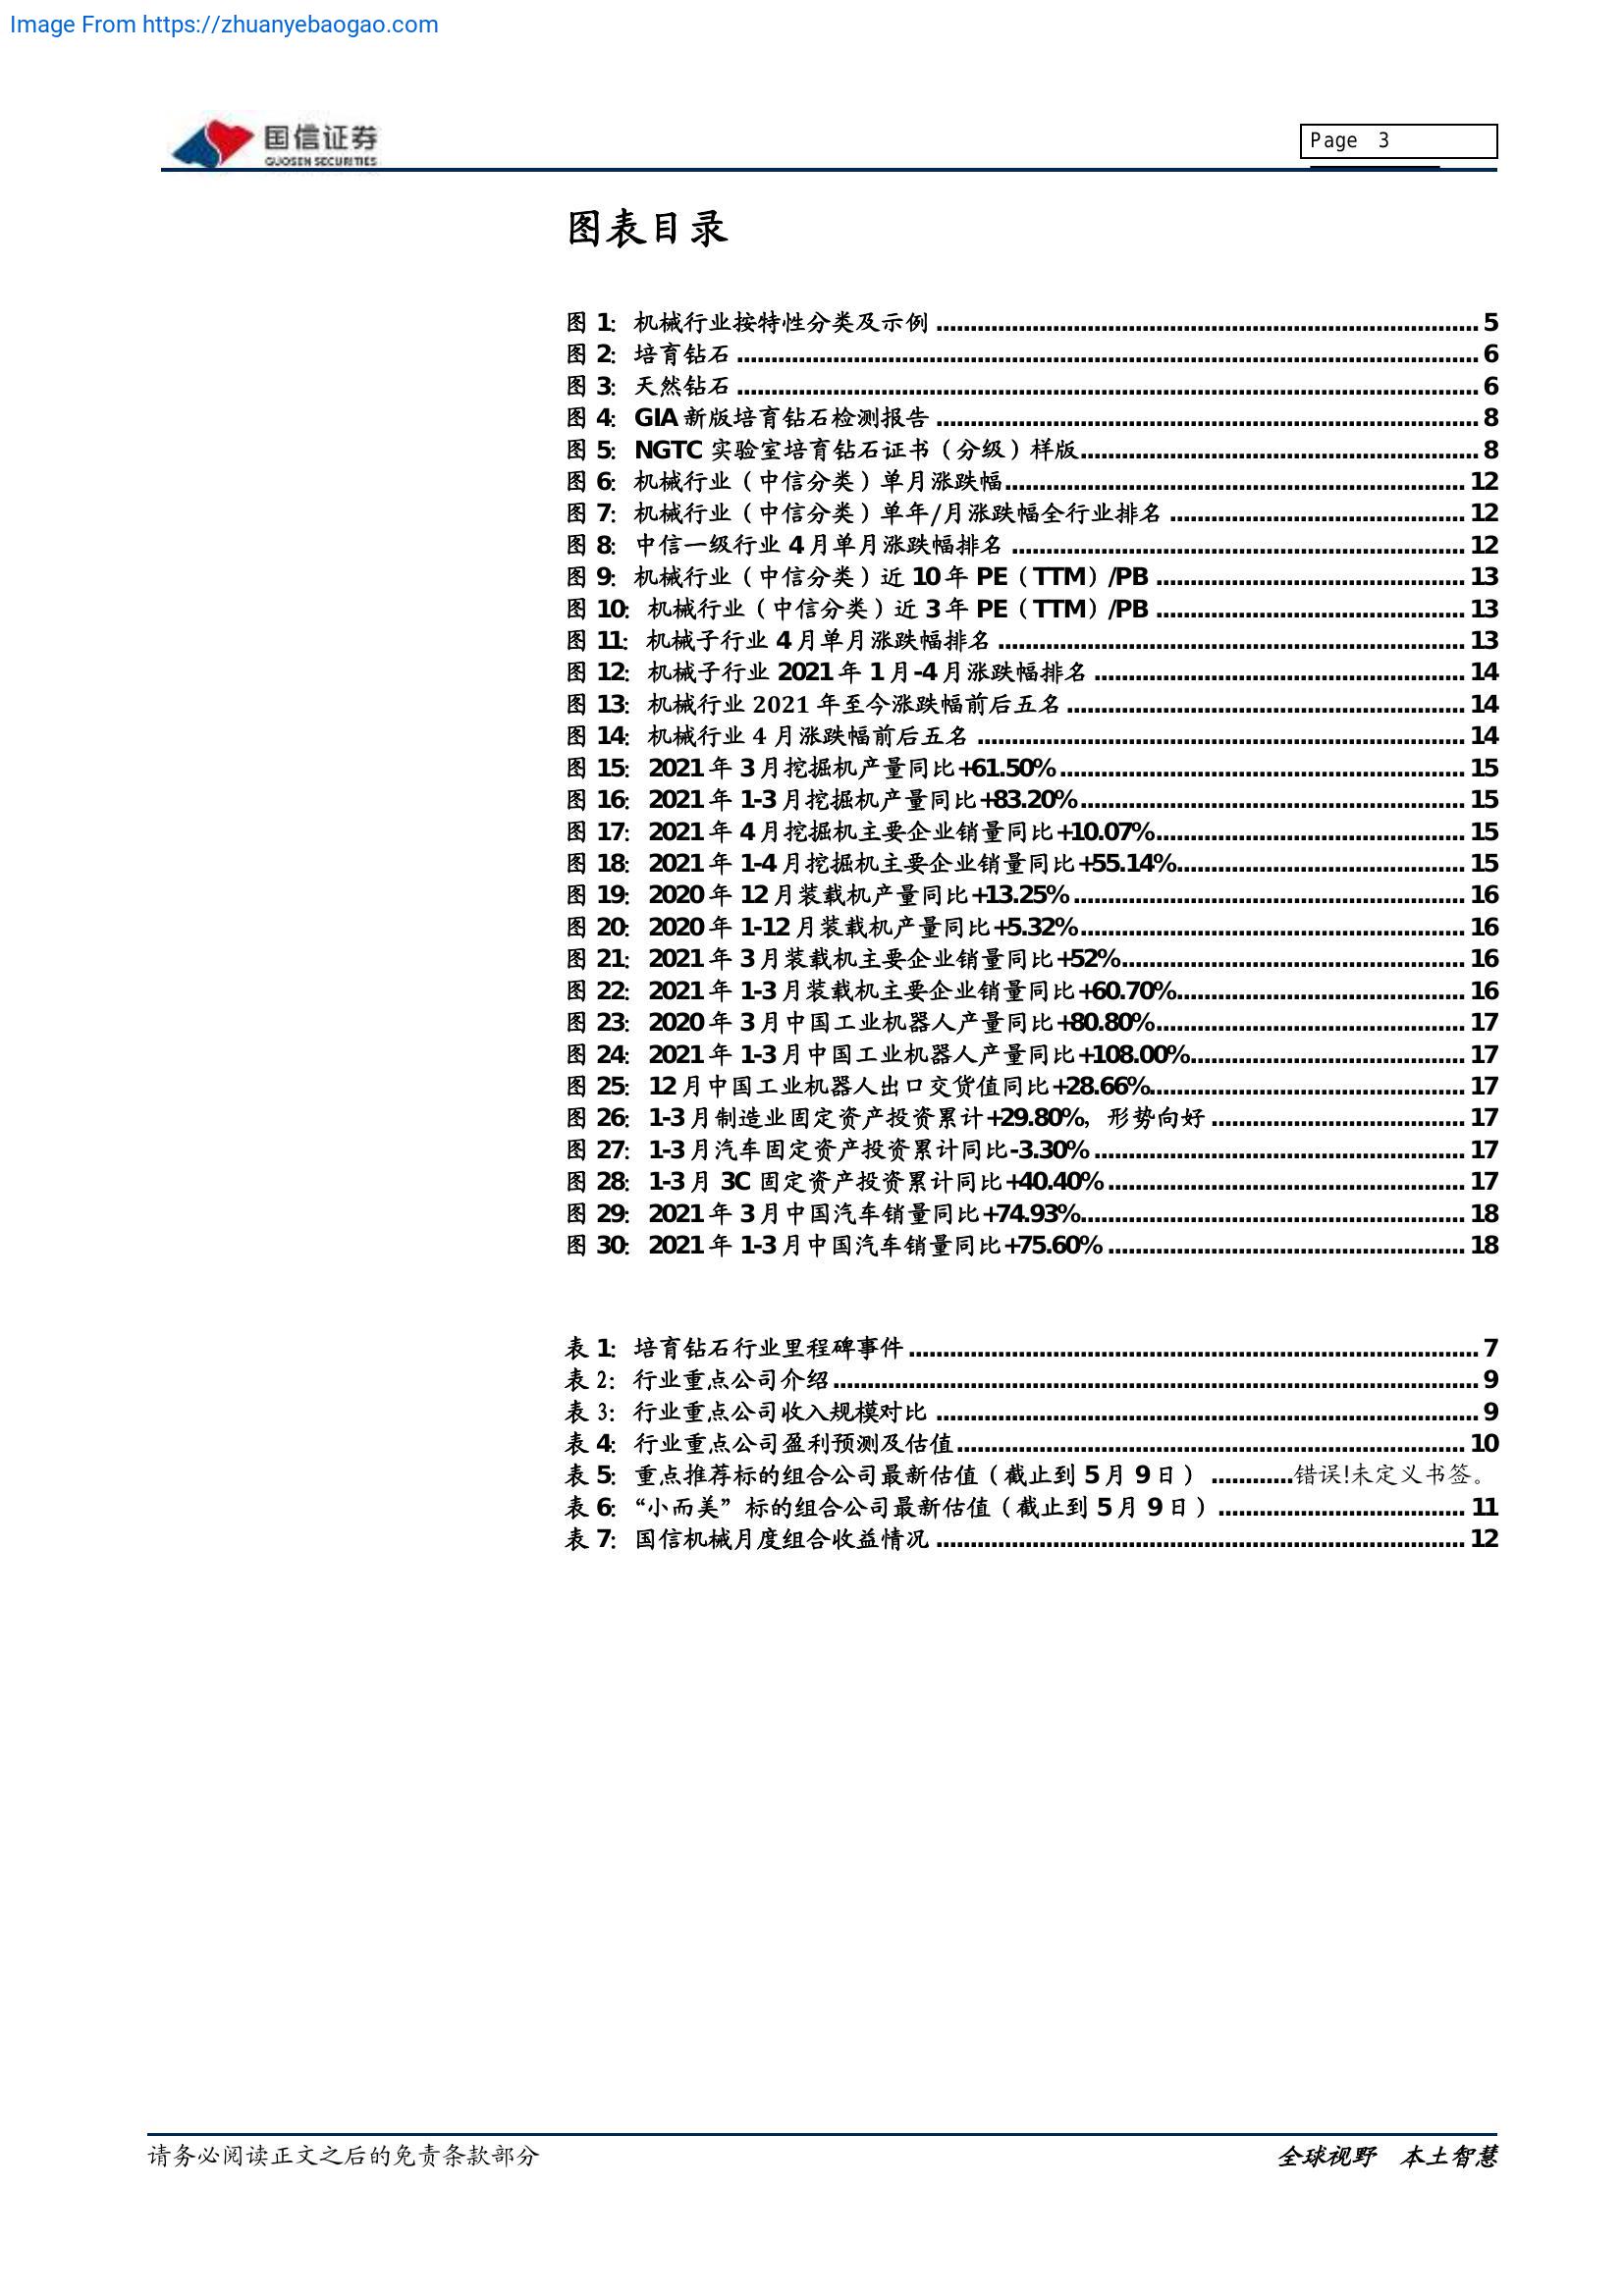 Image From https://zhuanyebaogao.com
国信证券
GUOSEN SECURITIES
Page 3
图表目录
图 1: 机械行业按特性分类及示例 ........ 5
图 2: 培育钻石 ........ 6
图 3: 天然钻石 ........ 6
图 4: GIA 新版培育钻石检测报告 ........ 8
图 5: NGTC 实验室培育钻石证书（分级）样版 ........ 8
图 6: 机械行业（中信分类）单月涨跌幅 ........ 12
图 7: 机械行业（中信分类）单年/月涨跌幅全行业排名 ........ 12
图 8: 中信一级行业 4 月单月涨跌幅排名 ........ 12
图 9: 机械行业（中信分类）近 10 年 PE（TTM）/PB ........ 13
图 10: 机械行业（中信分类）近 3 年 PE（TTM）/PB ........ 13
图 11: 机械子行业 4 月单月涨跌幅排名 ........ 13
图 12: 机械子行业 2021 年 1 月-4 月涨跌幅排名 ........ 14
图 13: 机械行业 2021 年至今涨跌幅前后五名 ........ 14
图 14: 机械行业 4 月涨跌幅前后五名 ........ 14
图 15: 2021 年 3 月挖掘机产量同比+61.50% ........ 15
图 16: 2021 年 1-3 月挖掘机产量同比+83.20% ........ 15
图 17: 2021 年 4 月挖掘机主要企业销量同比+10.07% ........ 15
图 18: 2021 年 1-4 月挖掘机主要企业销量同比+55.14% ........ 15
图 19: 2020 年 12 月装载机产量同比+13.25% ........ 16
图 20: 2020 年 1-12 月装载机产量同比+5.32% ........ 16
图 21: 2021 年 3 月装载机主要企业销量同比+52% ........ 16
图 22: 2021 年 1-3 月装载机主要企业销量同比+60.70% ........ 16
图 23: 2020 年 3 月中国工业机器人产量同比+80.80% ........ 17
图 24: 2021 年 1-3 月中国工业机器人产量同比+108.00% ........ 17
图 25: 12 月中国工业机器人出口交货值同比+28.66% ........ 17
图 26: 1-3 月制造业固定资产投资累计+29.80%，形势向好 ........ 17
图 27: 1-3 月汽车固定资产投资累计同比-3.30% ........ 17
图 28: 1-3 月 3C 固定资产投资累计同比+40.40% ........ 17
图 29: 2021 年 3 月中国汽车销量同比+74.93% ........ 18
图 30: 2021 年 1-3 月中国汽车销量同比+75.60% ........ 18
表 1: 培育钻石行业里程碑事件 ........ 7
表 2: 行业重点公司介绍 ........ 9
表 3: 行业重点公司收入规模对比 ........ 9
表 4: 行业重点公司盈利预测及估值 ........ 10
表 5: 重点推荐标的组合公司最新估值（截止到 5 月 9 日） ........ 错误!未定义书签。
表 6: “小而美”标的组合公司最新估值（截止到 5 月 9 日） ........ 11
表 7: 国信机械月度组合收益情况 ........ 12
请务必阅读正文之后的免责条款部分
全球视野 本土智慧